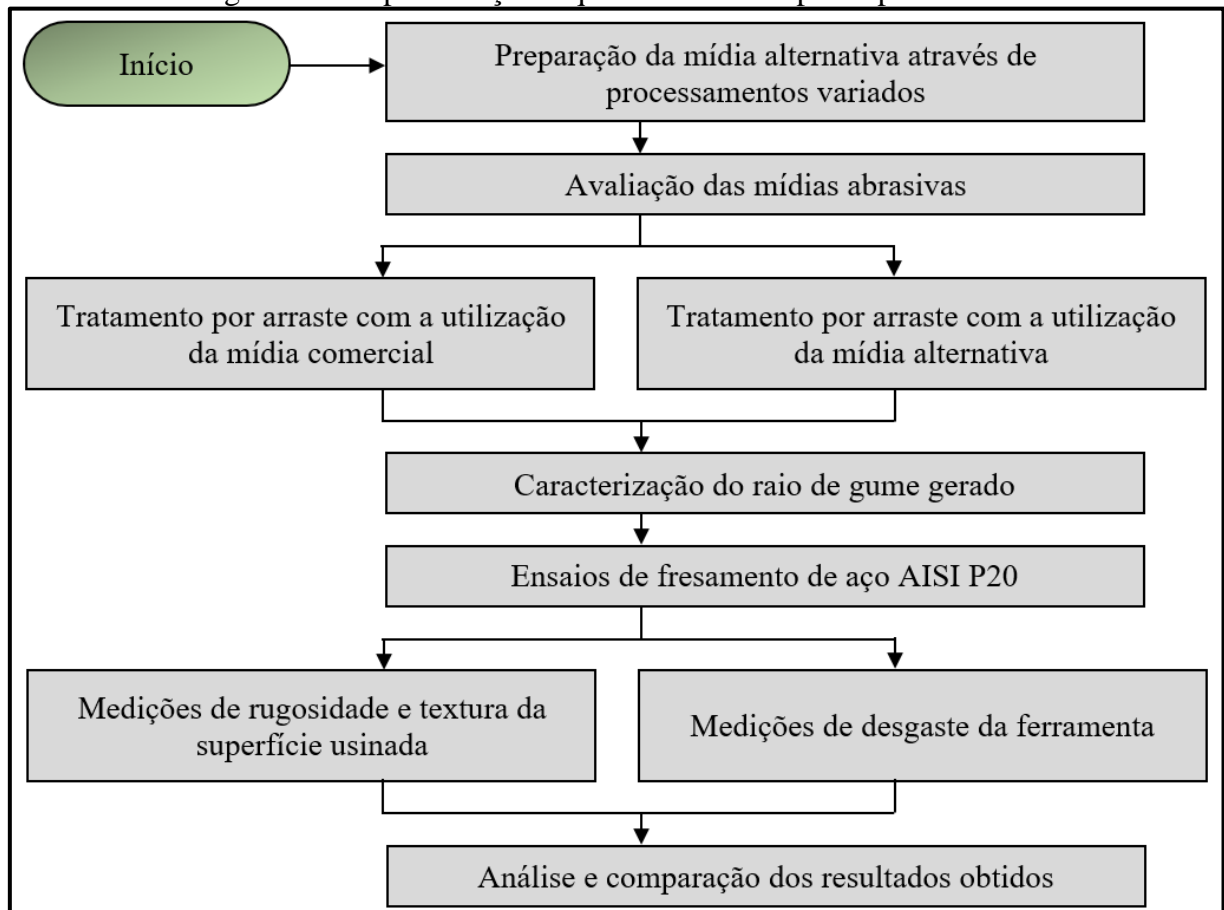 Início
Preparação da mídia alternativa através de
processamentos variados
Avaliação das mídias abrasivas
Tratamento por arraste com a utilização
da mídia comercial
Tratamento por arraste com a utilização
da mídia alternativa
Caracterização do raio de gume gerado
Ensaios de fresamento de aço AISI P20
Medições de rugosidade e textura da
superfície usinada
Medições de desgaste da ferramenta
Análise e comparação dos resultados obtidos